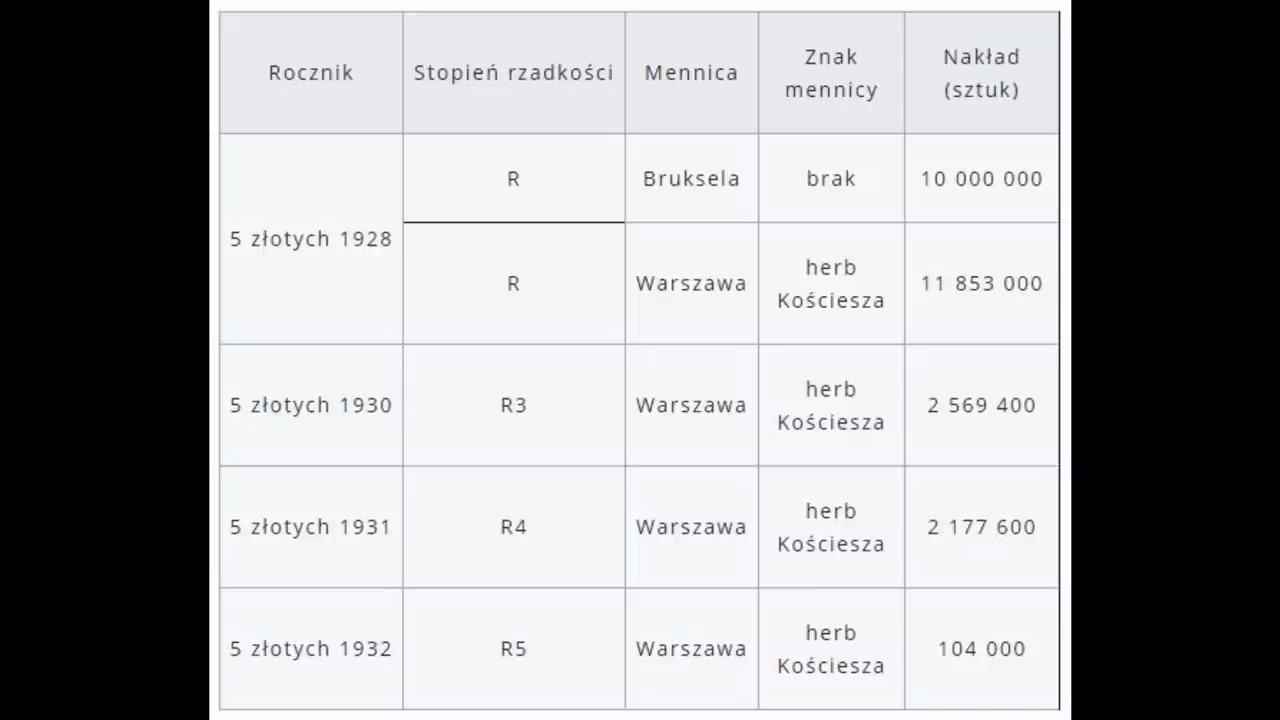 Rocznik
Stopień rzadkości
Mennica
Znak
mennicy
Nakład
(sztuk)
5 złotych 1928
R
Bruksela
brak
10 000 000
R
Warszawa
herb
Kościesza
11 853 000
5 złotych 1930
R3
Warszawa
herb
Kościesza
2 569 400
5 złotych 1931
R4
Warszawa
herb
Kościesza
2 177 600
5 złotych 1932
R5
Warszawa
herb
Kościesza
104 000